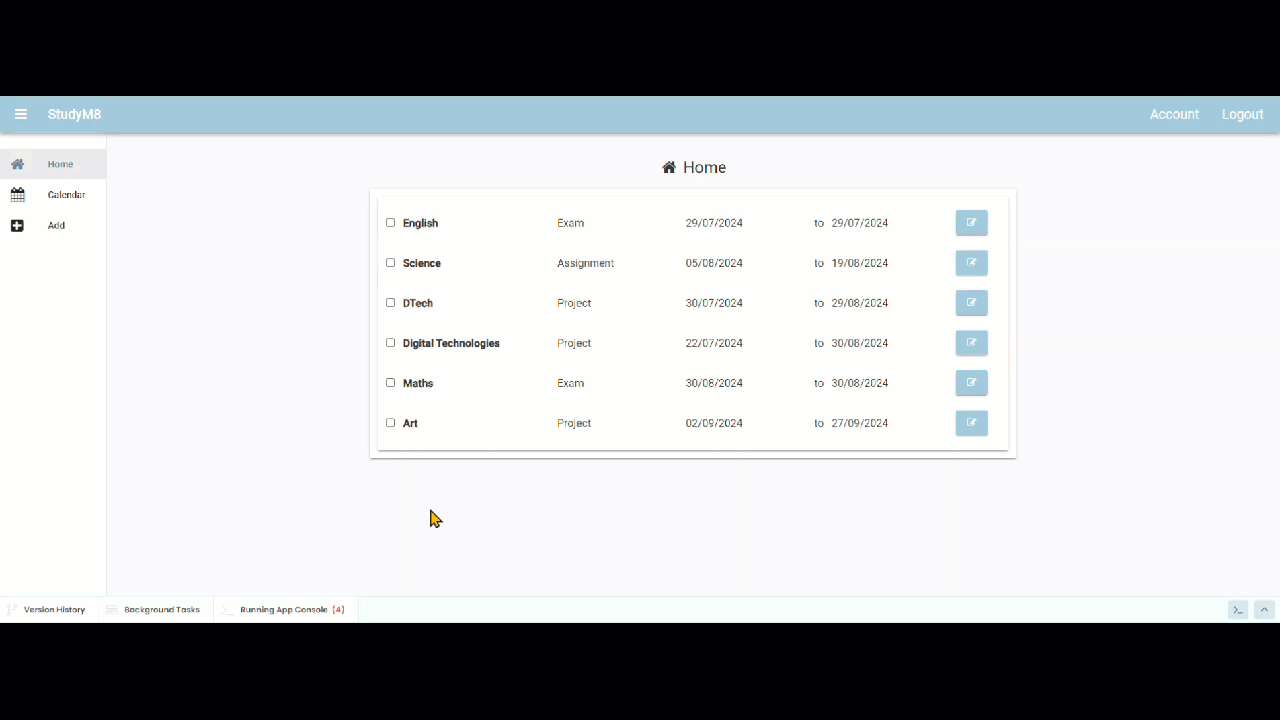 StudyM8 Account Logout
Home
Home
Calendar
Add
English Exam 29/07/2024 to 29/07/2024
Science Assignment 05/08/2024 to 19/08/2024
DTech Project 30/07/2024 to 29/08/2024
Digital Technologies Project 22/07/2024 to 30/08/2024
Maths Exam 30/08/2024 to 30/08/2024
Art Project 02/09/2024 to 27/09/2024
Version History Background Tasks Running App Console (4)